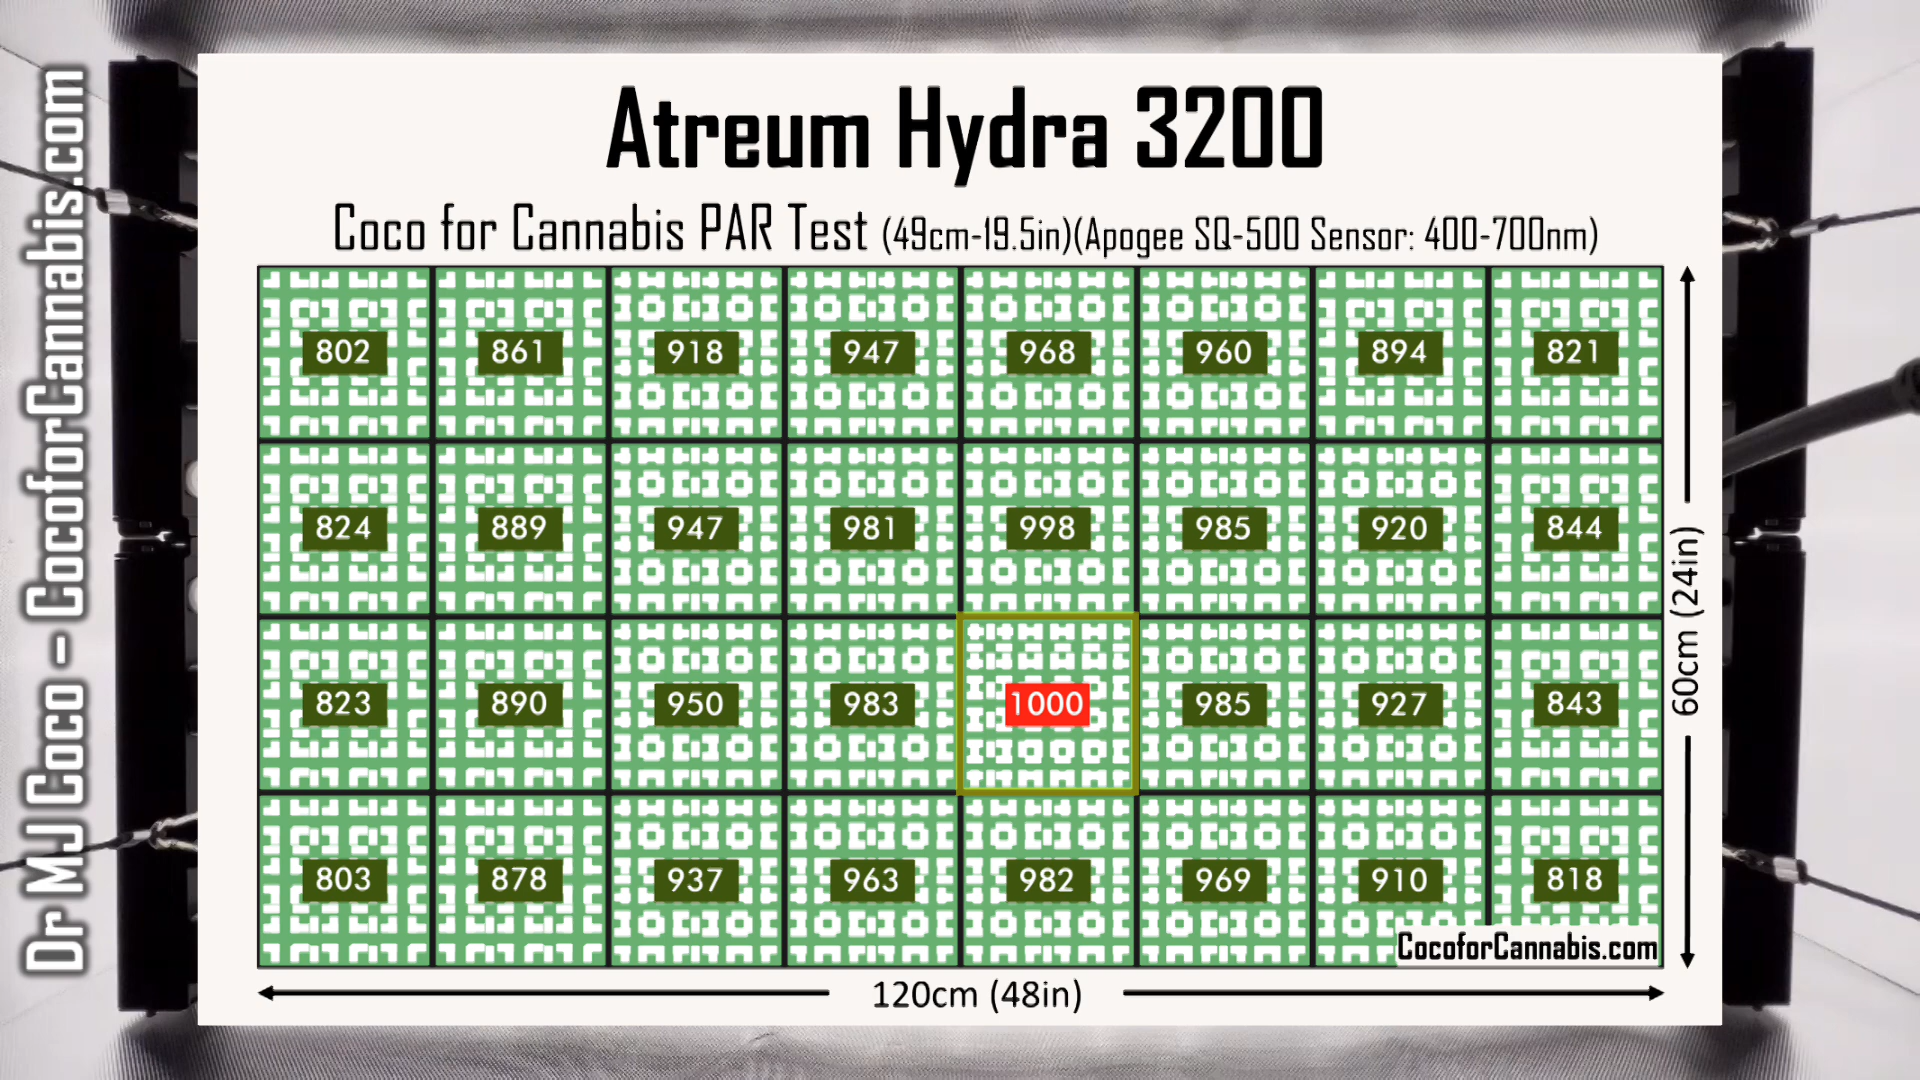 Dr MJ Coco - CocoforCannabis.com
Atreum Hydra 3200
Coco for Cannabis PAR Test (49cm-19.5in)(Apogee SQ-500 Sensor: 400-700nm)
802 861 918 947 968 960 894 821
824 889 947 981 998 985 920 844
823 890 950 983 1000 985 927 843
803 878 937 963 982 969 910 818
CocoforCannabis.com
60cm (24in)
120cm (48in)